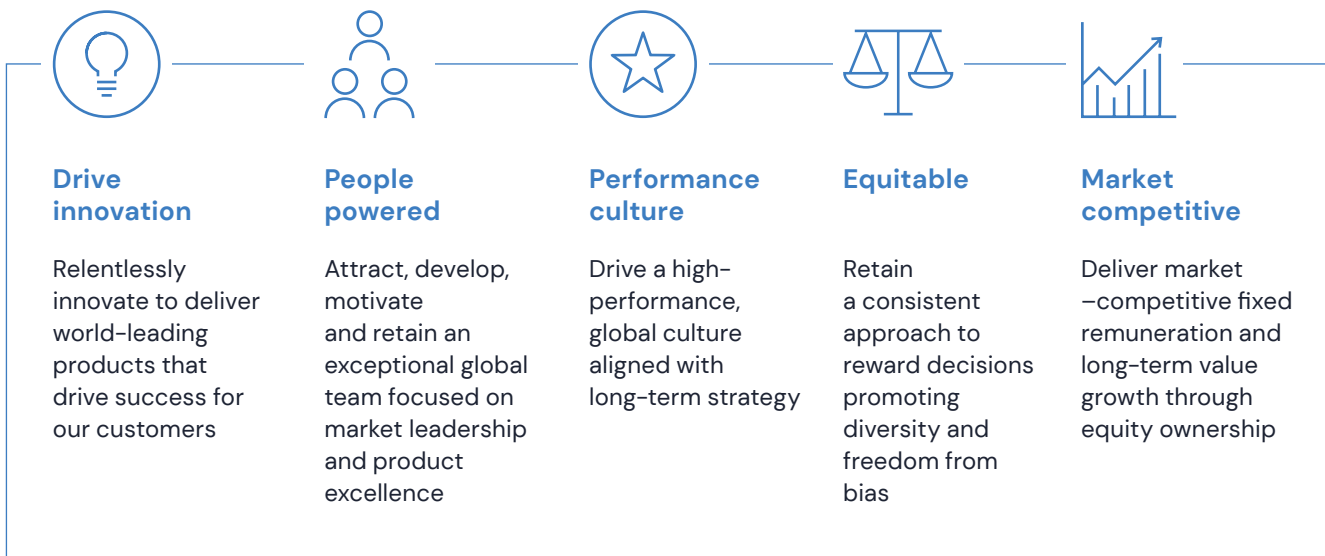 Drive
innovation
Relentlessly
innovate to deliver
world-leading
products that
drive success for
our customers
People
powered
Attract, develop,
motivate
and retain an
exceptional global
team focused on
market leadership
and product
excellence
Performance
culture
Drive a high-
performance,
global culture
aligned with
long-term strategy
Equitable
Retain
a consistent
approach to
reward decisions
promoting
diversity and
freedom from
bias
Market
competitive
Deliver market
–competitive fixed
remuneration and
long-term value
growth through
equity ownership